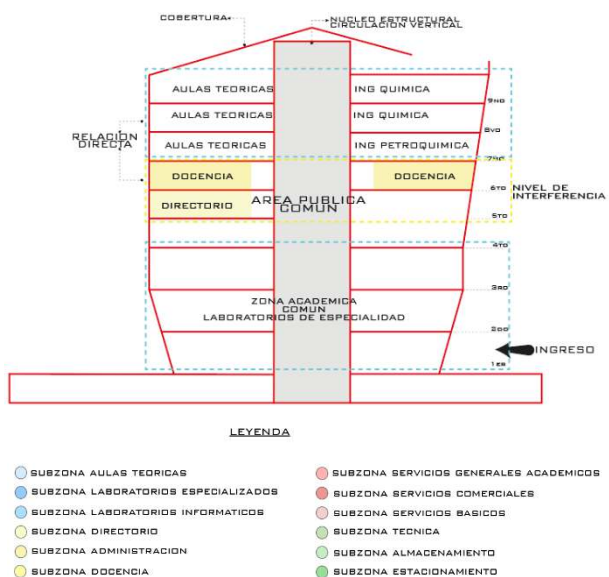 COBERTURA
NUCLEO ESTRUCTURAL
CIRCULACION VERTICAL
AULAS TEORICAS
ING QUIMICA
9NO
AULAS TEORICAS
ING QUIMICA
8VO
RELACION
DIRECTA
AULAS TEORICAS
ING PETROQUIMICA
7MO
DOCENCIA
DOCENCIA
6TO
NIVEL DE
INTERFERENCIA
DIRECTORIO
AREA PUBLICA
COMUN
5TO
4TO
3RO
ZONA ACADEMICA
COMUN
LABORATORIOS DE ESPECIALIDAD
2DO
INGRESO
1ER
LEYENDA
SUBZONA AULAS TEORICAS
SUBZONA LABORATORIOS ESPECIALIZADOS
SUBZONA LABORATORIOS INFORMATICOS
SUBZONA DIRECTORIO
SUBZONA ADMINISTRACION
SUBZONA DOCENCIA
SUBZONA SERVICIOS GENERALES ACADEMICOS
SUBZONA SERVICIOS COMERCIALES
SUBZONA SERVICIOS BASICOS
SUBZONA TECNICA
SUBZONA ALMACENAMIENTO
SUBZONA ESTACIONAMIENTO